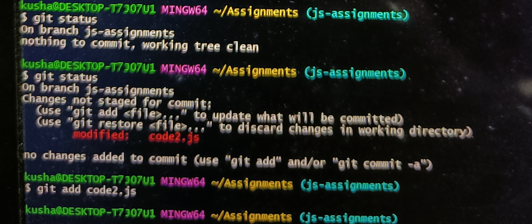 kusha@DESKTOP-T7J07U1 MINGW64 ~/Assignments (js-assignments)
$ git status
On branch js-assignments
nothing to commit, working tree clean
kusha@DESKTOP-T7J07U1 MINGW64 ~/Assignments (js-assignments)
$ git status
On branch js-assignments
Changes not staged for commit:
(use "git add <file>..." to update what will be committed)
(use "git restore <file>..." to discard changes in working directory)
modified: code2.js
no changes added to commit (use "git add" and/or "git commit -a")
kusha@DESKTOP-T7J07U1 MINGW64 ~/Assignments (js-assignments)
$ git add code2.js
kusha@DESKTOP-T7J07U1 MINGW64 ~/Assignments (js-assignments)